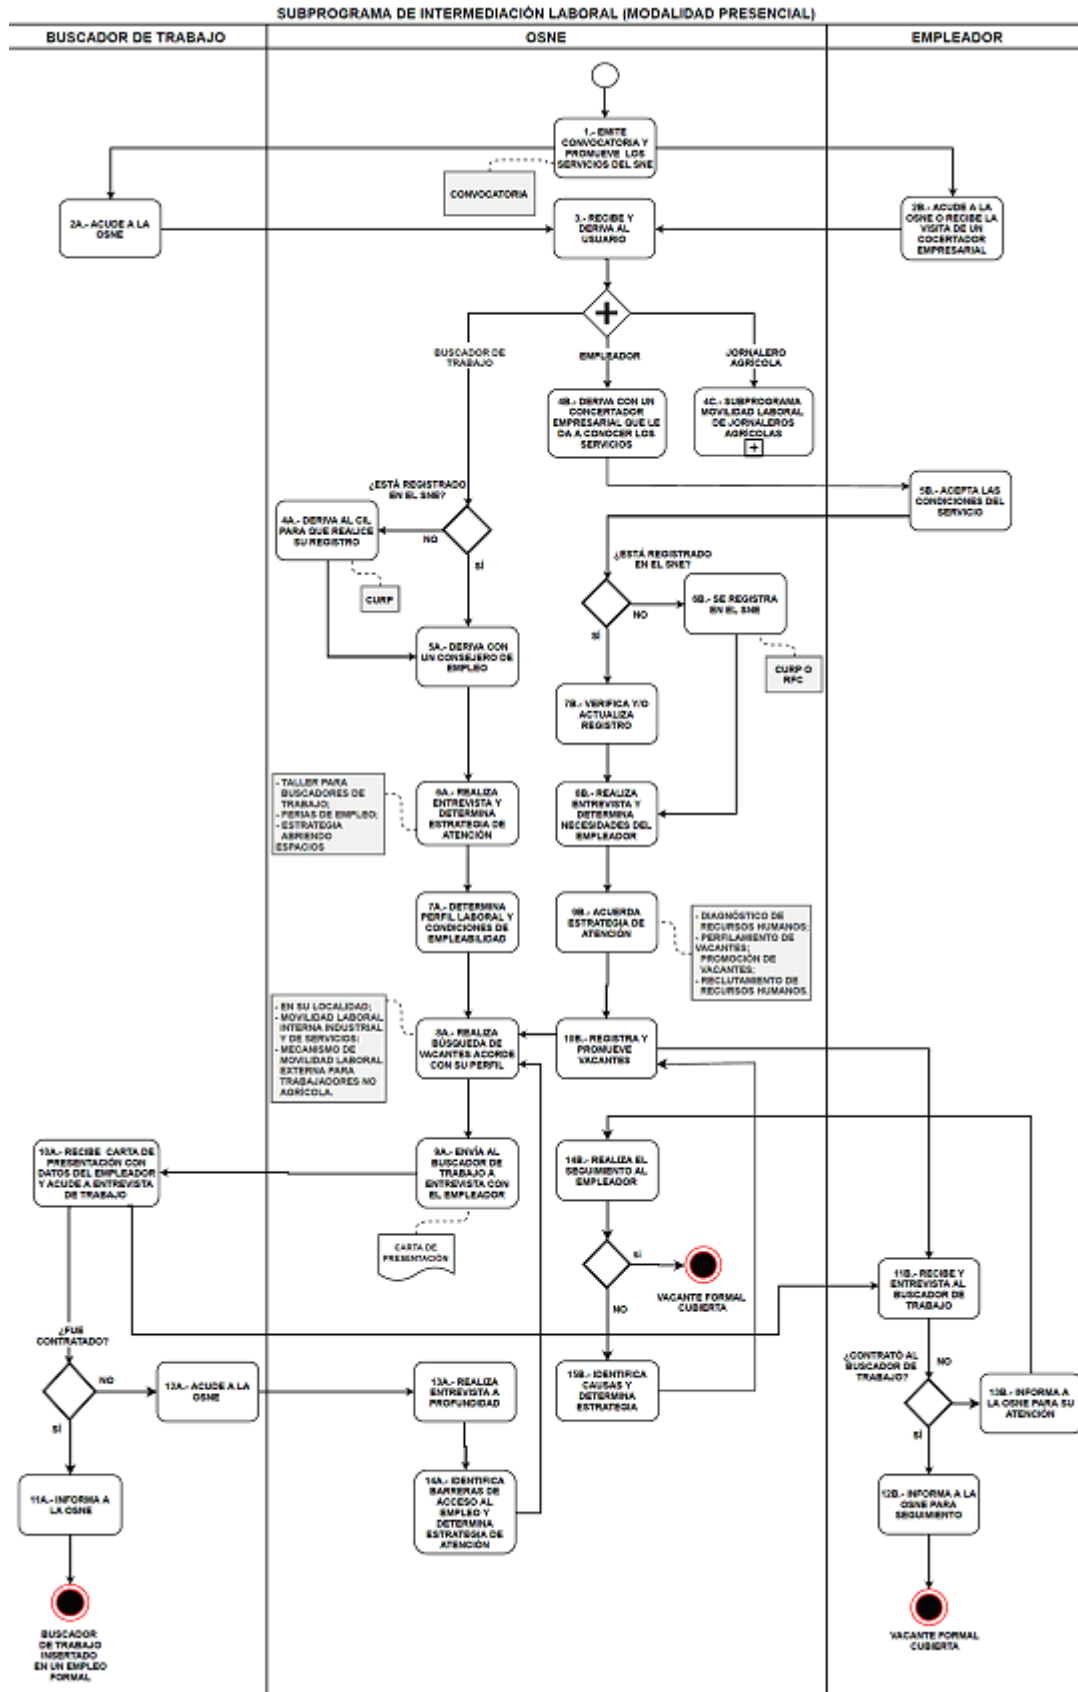 SUBPROGRAMA DE INTERMEDIACIÓN LABORAL (MODALIDAD PRESENCIAL)
BUSCADOR DE TRABAJO
OSNE
EMPLEADOR
1.- EMITE
CONVOCATORIA Y
PROMUEVE LOS
SERVICIOS DEL SNE
CONVOCATORIA
2A.- ACUDE A LA
OSNE
3.- RECIBE Y
DERIVA AL
USUARIO
2B.- ACUDE A LA
OSNE O RECIBE LA
VISITA DE UN
COCERTADOR
EMPRESARIAL
BUSCADOR DE
TRABAJO
EMPLEADOR
JORNALERO
AGRÍCOLA
4B.- DERIVA CON UN
CONCERTADOR
EMPRESARIAL QUE LE
DA A CONOCER LOS
SERVICIOS
4C.- SUBPROGRAMA
MOVILIDAD LABORAL
DE JORNALEROS
AGRÍCOLAS
¿ESTÁ REGISTRADO
EN EL SNE?
4A.- DERIVA AL CIL
PARA QUE REALICE
SU REGISTRO
NO
SÍ
CURP
5B.- ACEPTA LAS
CONDICIONES DEL
SERVICIO
¿ESTÁ REGISTRADO
EN EL SNE?
NO
SÍ
6B.- SE REGISTRA
EN EL SNE
CURP O
RFC
5A.- DERIVA CON
UN CONSEJERO DE
EMPLEO
7B.- VERIFICA Y/O
ACTUALIZA
REGISTRO
- TALLER PARA
BUSCADORES DE
TRABAJO;
- FERIAS DE EMPLEO;
- ESTRATEGIA
ABRIENDO
ESPACIOS
6A.- REALIZA
ENTREVISTA Y
DETERMINA
ESTRATEGIA DE
ATENCIÓN
8B.- REALIZA
ENTREVISTA Y
DETERMINA
NECESIDADES DEL
EMPLEADOR
7A.- DETERMINA
PERFIL LABORAL Y
CONDICIONES DE
EMPLEABILIDAD
9B.- ACUERDA
ESTRATEGIA DE
ATENCIÓN
- DIAGNÓSTICO DE
RECURSOS HUMANOS;
- PERFILAMIENTO DE
VACANTES;
PROMOCIÓN DE
VACANTES;
- RECLUTAMIENTO DE
RECURSOS HUMANOS.
- EN SU LOCALIDAD;
- MOVILIDAD LABORAL
INTERNA INDUSTRIAL
Y DE SERVICIOS;
- MECANISMO DE
MOVILIDAD LABORAL
EXTERNA PARA
TRABAJADORES NO
AGRÍCOLA.
8A.- REALIZA
BÚSQUEDA DE
VACANTES ACORDE
CON SU PERFIL
10B.- REGISTRA Y
PROMUEVE
VACANTES
10A.- RECIBE CARTA DE
PRESENTACIÓN CON
DATOS DEL EMPLEADOR
Y ACUDE A ENTREVISTA
DE TRABAJO
9A.- ENVÍA AL
BUSCADOR DE
TRABAJO A
ENTREVISTA CON
EL EMPLEADOR
CARTA DE
PRESENTACIÓN
14B.- REALIZA EL
SEGUIMIENTO AL
EMPLEADOR
SÍ
NO
VACANTE FORMAL
CUBIERTA
11B.- RECIBE Y
ENTREVISTA AL
BUSCADOR DE
TRABAJO
¿FUE
CONTRATADO?
NO
SÍ
12A.- ACUDE A LA
OSNE
13A.- REALIZA
ENTREVISTA A
PROFUNDIDAD
15B.- IDENTIFICA
CAUSAS Y
DETERMINA
ESTRATEGIA
¿CONTRATÓ AL
BUSCADOR DE
TRABAJO?
NO
SÍ
13B.- INFORMA A
LA OSNE PARA SU
ATENCIÓN
11A.- INFORMA A
LA OSNE
14A.- IDENTIFICA
BARRERAS DE
ACCESO AL
EMPLEO Y
DETERMINA
ESTRATEGIA DE
ATENCIÓN
12B.- INFORMA A LA
OSNE PARA
SEGUIMIENTO
BUSCADOR
DE TRABAJO
INSERTADO
EN UN EMPLEO
FORMAL
VACANTE FORMAL
CUBIERTA